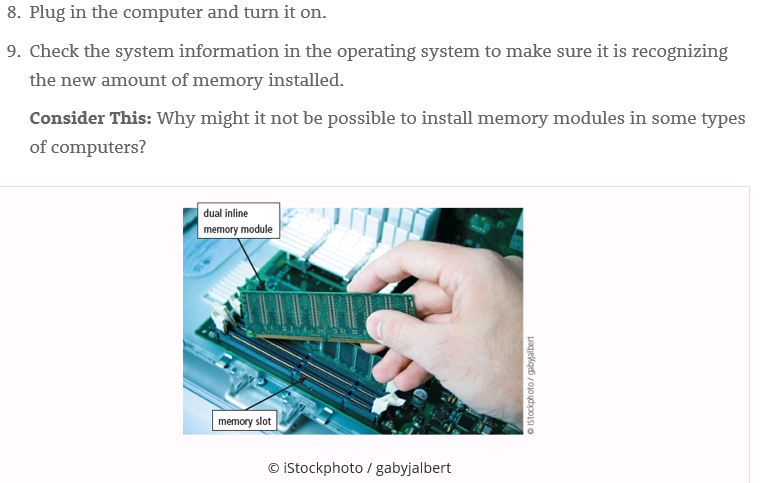 8. Plug in the computer and turn it on.
9. Check the system information in the operating system to make sure it is recognizing
the new amount of memory installed.
Consider This: Why might it not be possible to install memory modules in some types
of computers?
dual inline
memory module
memory slot
© iStockphoto / gabyjalbert
© iStockphoto / gabyjalbert